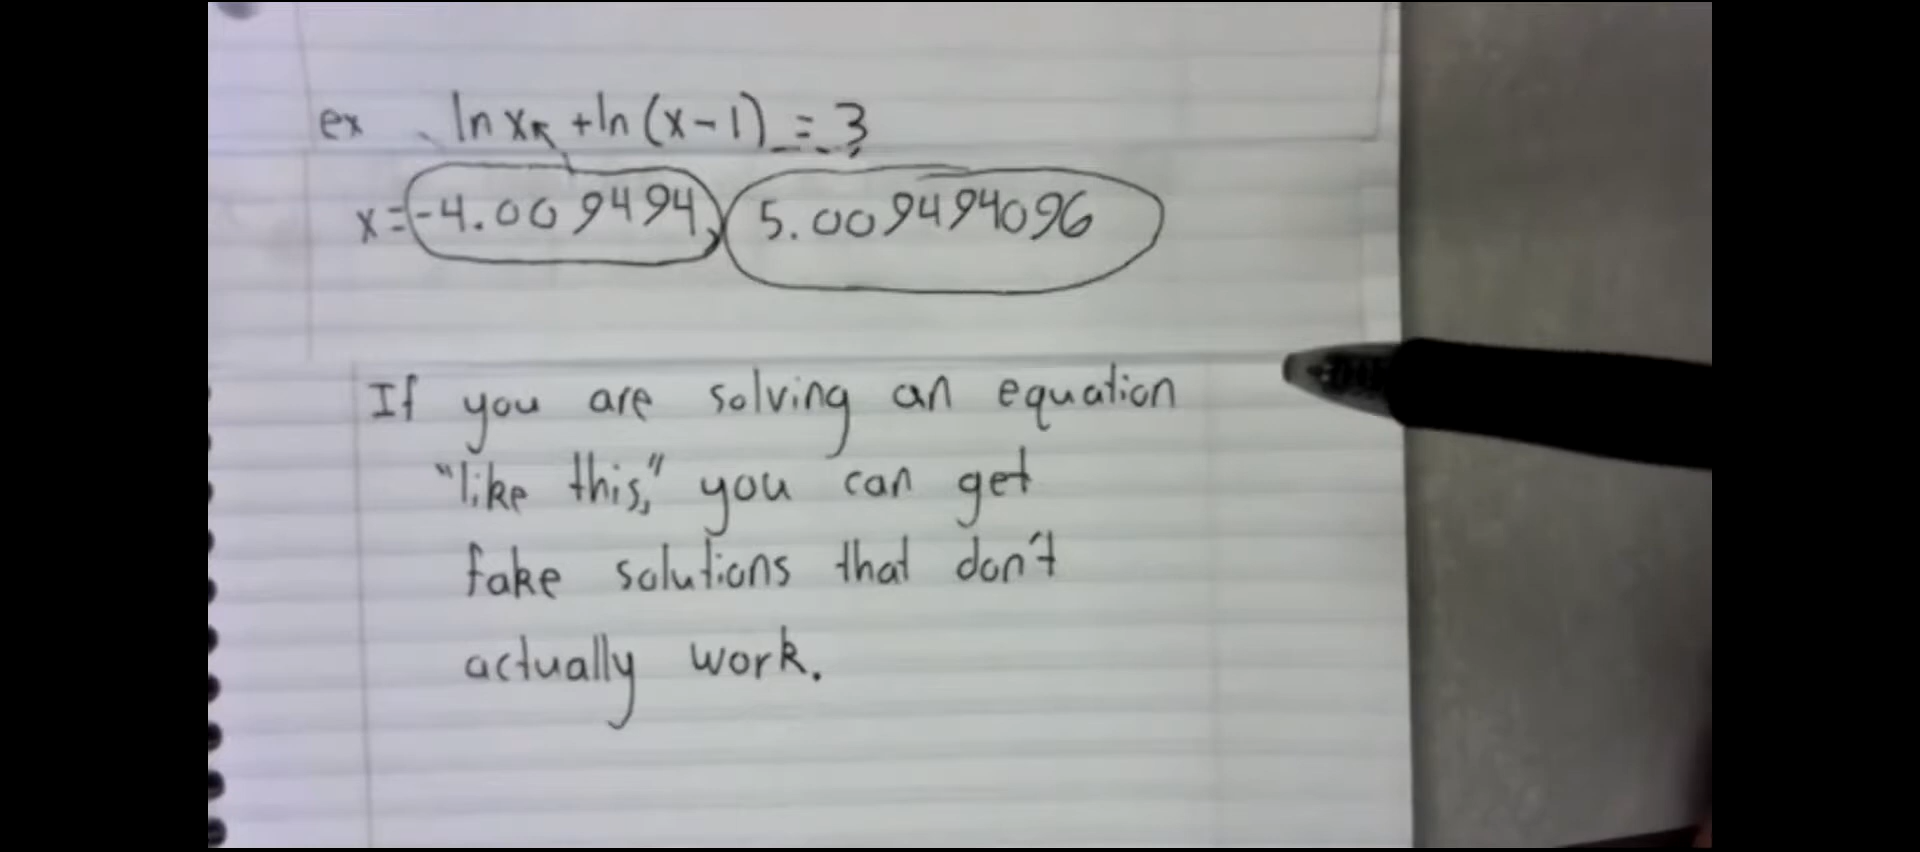 ex ln x + ln (x - 1) = 3
x = -4.009494, 5.009494096
If you are solving an equation
"like this," you can get
fake solutions that don't
actually work.